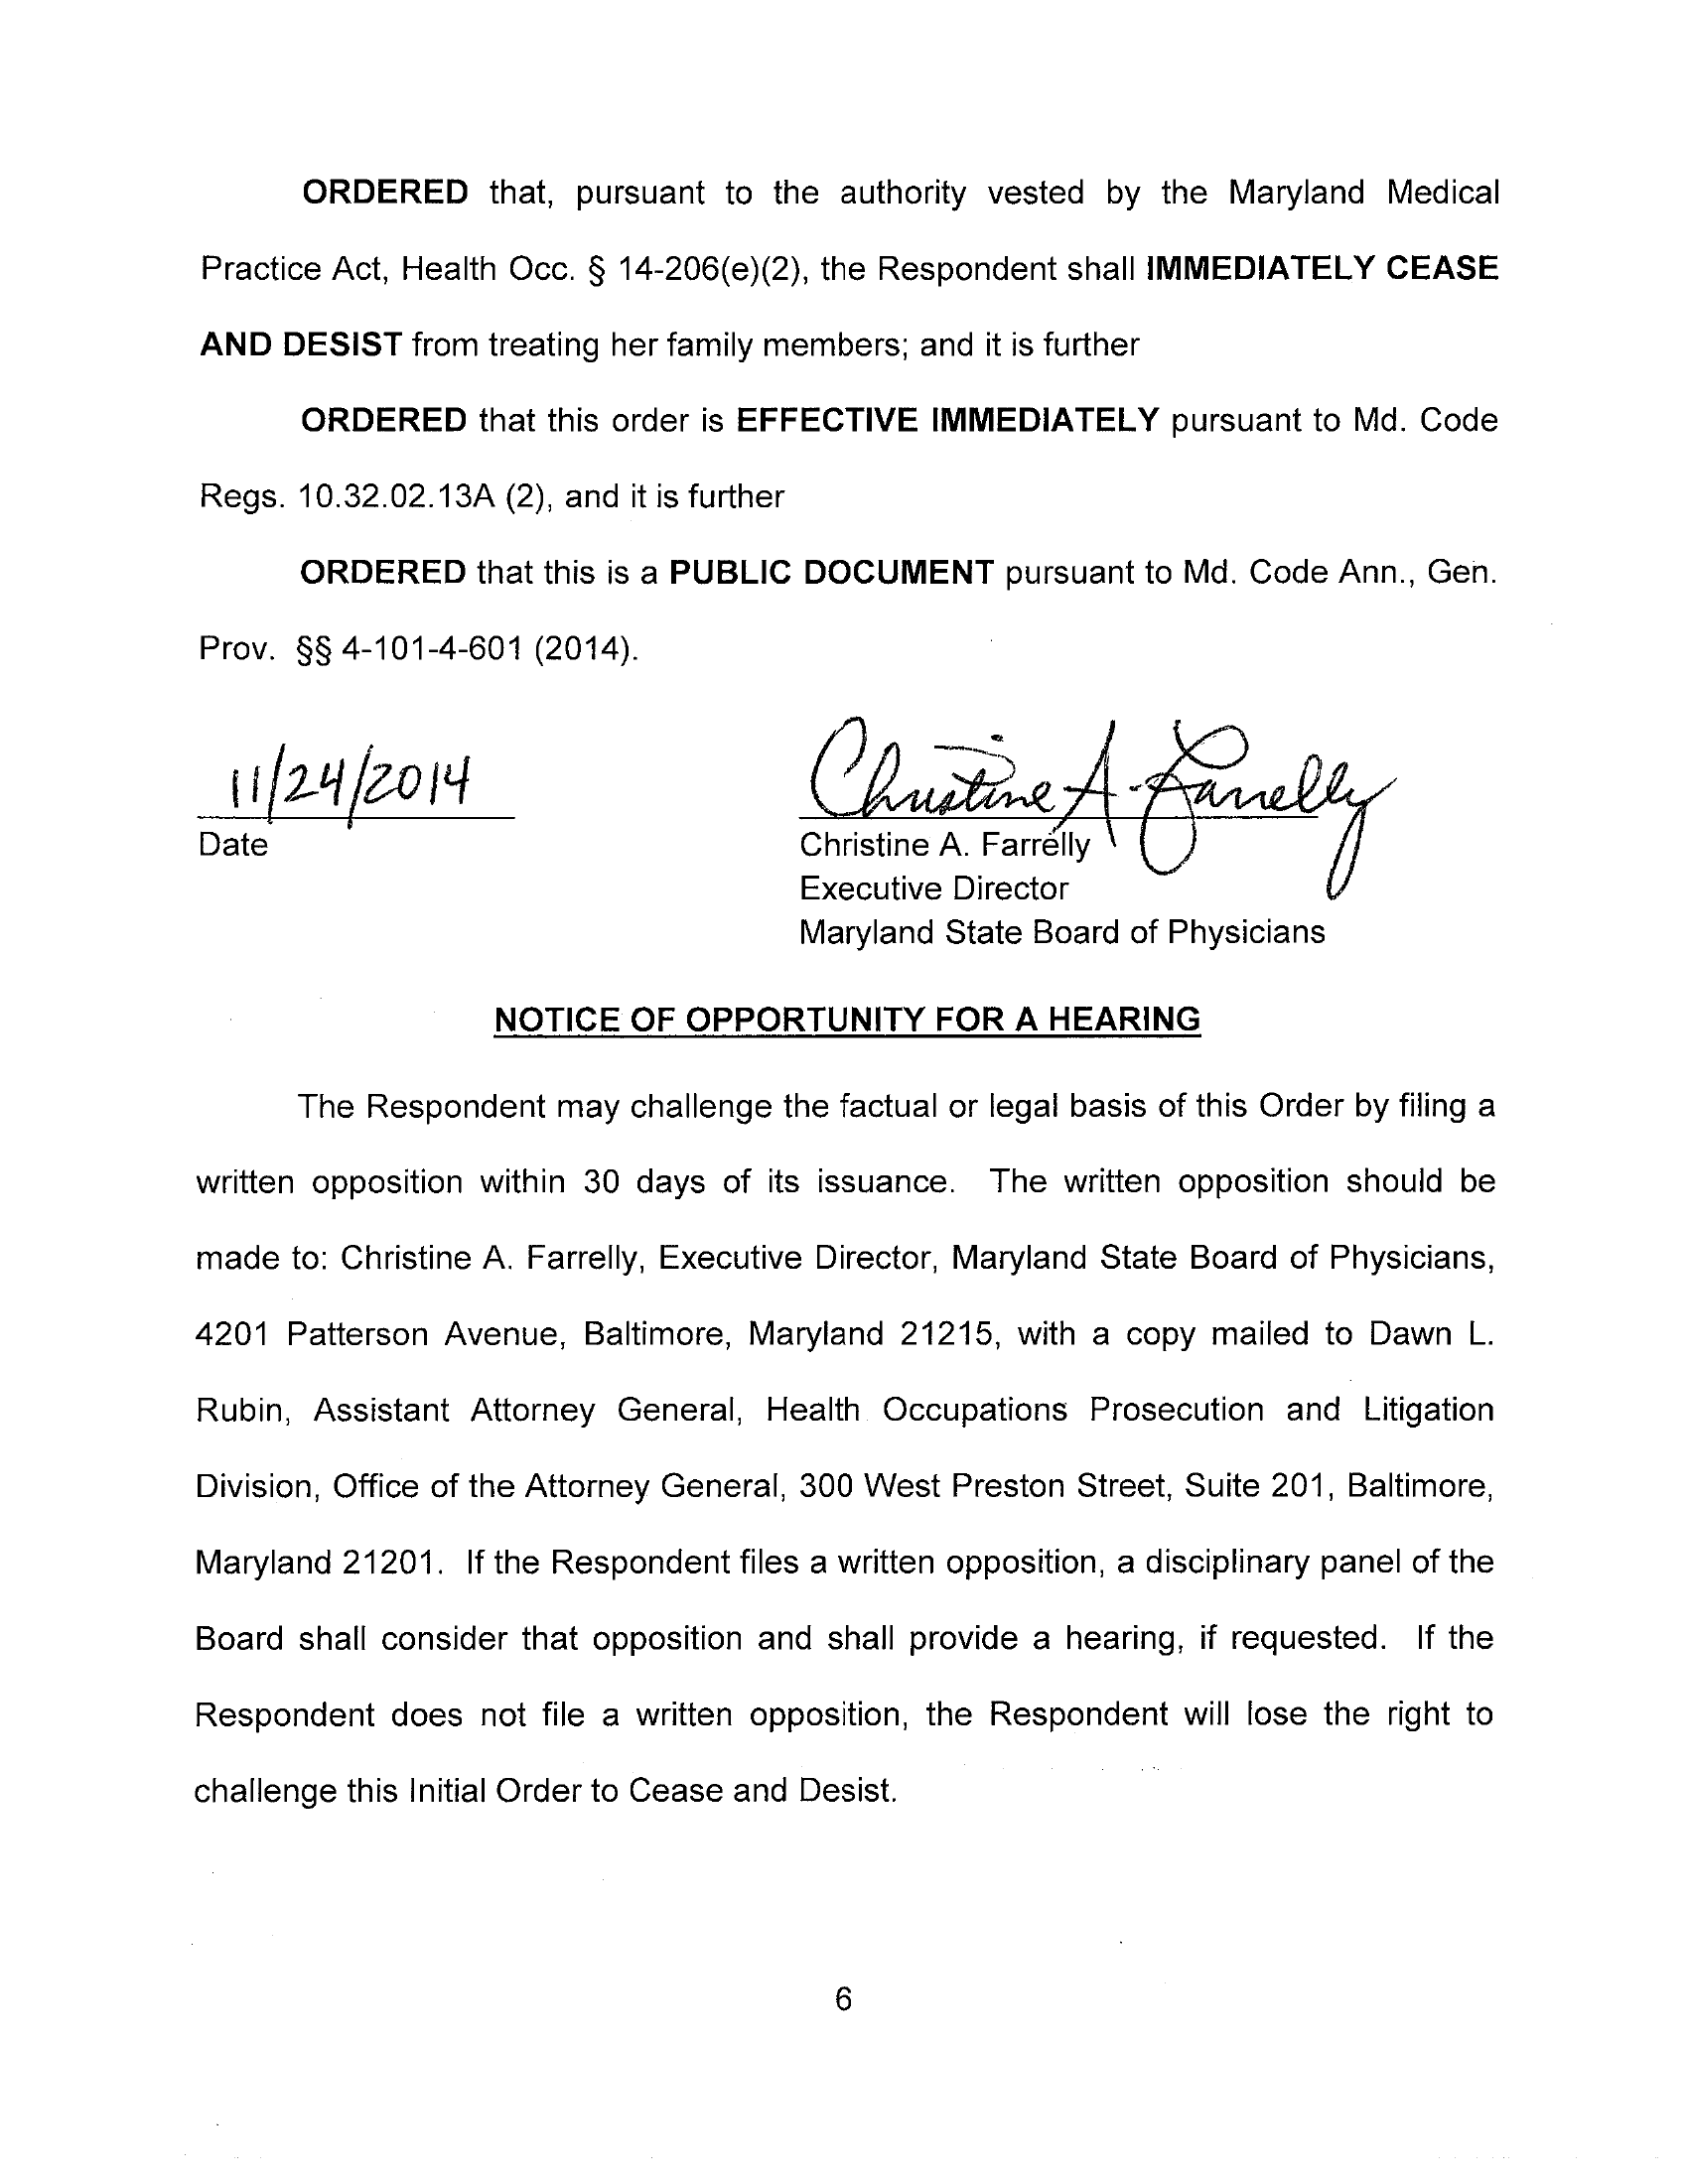 ORDERED that, pursuant to the authority vested by the Maryland Medical
Practice Act, Health Occ. § 14-206(e)(2), the Respondent shall IMMEDIATELY CEASE
AND DESIST from treating her family members; and it is further
ORDERED that this order is EFFECTIVE IMMEDIATELY pursuant to Md. Code
Regs. 10.32.02.13A (2), and it is further
ORDERED that this is a PUBLIC DOCUMENT pursuant to Md. Code Ann., Gen.
Prov. §§ 4-101-4-601 (2014).
11/24/2014
Date
Christine A. Farrelly
Christine A. Farrelly
Executive Director
Maryland State Board of Physicians
NOTICE OF OPPORTUNITY FOR A HEARING
The Respondent may challenge the factual or legal basis of this Order by filing a
written opposition within 30 days of its issuance. The written opposition should be
made to: Christine A. Farrelly, Executive Director, Maryland State Board of Physicians,
4201 Patterson Avenue, Baltimore, Maryland 21215, with a copy mailed to Dawn L.
Rubin, Assistant Attorney General, Health Occupations Prosecution and Litigation
Division, Office of the Attorney General, 300 West Preston Street, Suite 201, Baltimore,
Maryland 21201. If the Respondent files a written opposition, a disciplinary panel of the
Board shall consider that opposition and shall provide a hearing, if requested. If the
Respondent does not file a written opposition, the Respondent will lose the right to
challenge this Initial Order to Cease and Desist.
6